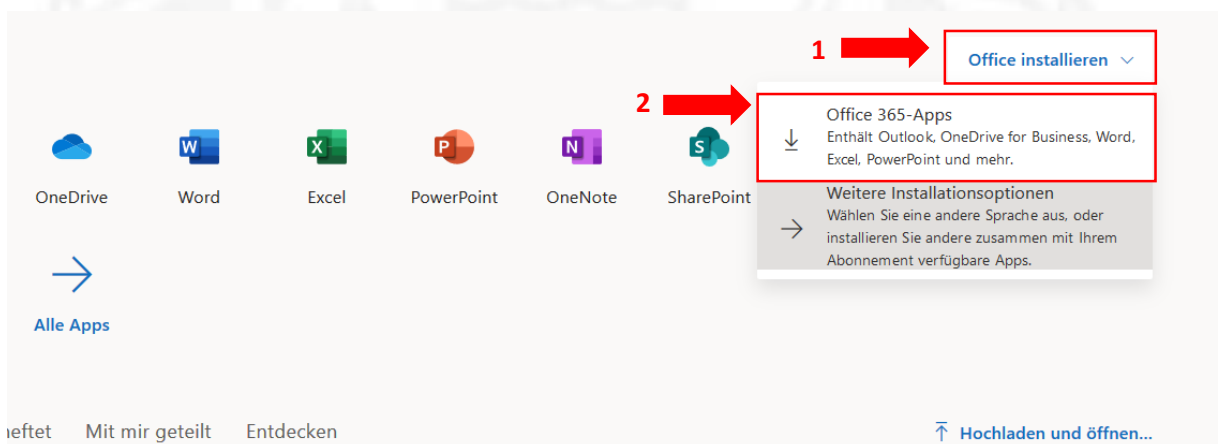 1
Office installieren
2
Office 365-Apps
Enthält Outlook, OneDrive for Business, Word,
Excel, PowerPoint und mehr.
OneDrive
Word
Excel
PowerPoint
OneNote
SharePoint
Weitere Installationsoptionen
Wählen Sie eine andere Sprache aus, oder
installieren Sie andere zusammen mit Ihrem
Abonnement verfügbare Apps.
Alle Apps
Mit mir geteilt
Entdecken
Hochladen und öffnen...